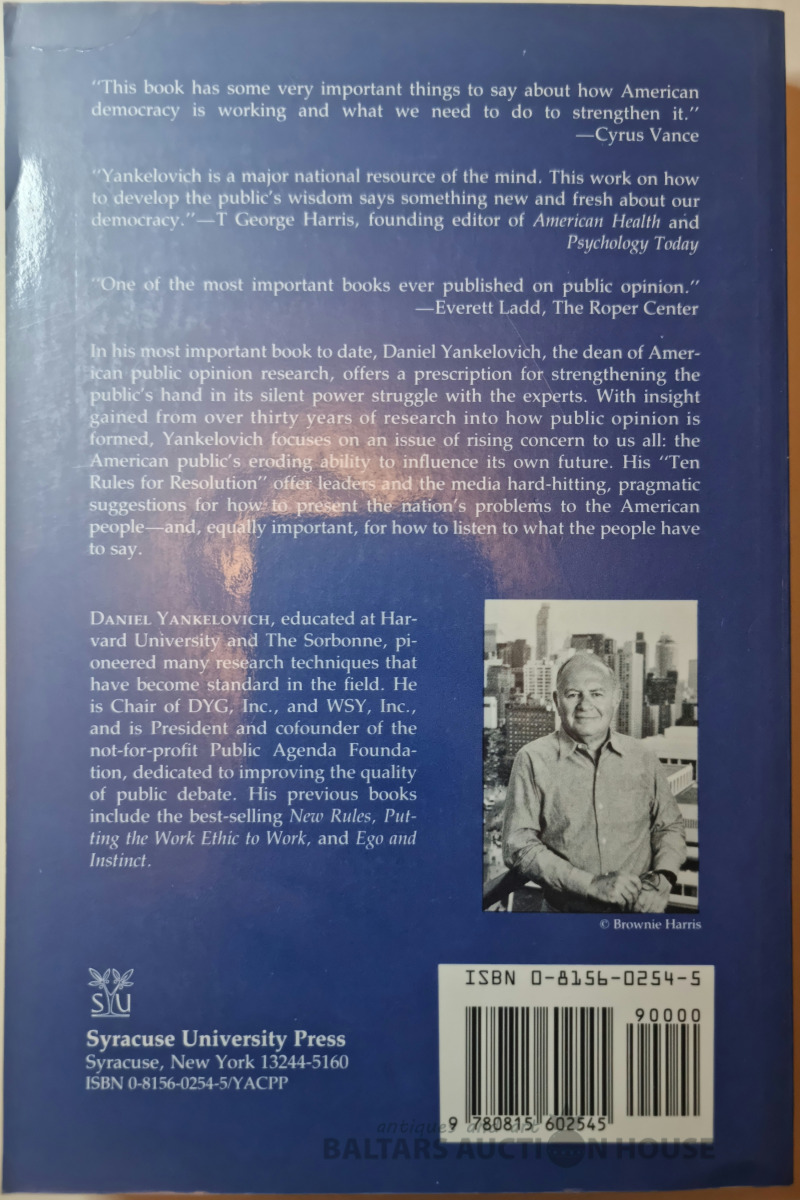 "This book has some very important things to say about how American
democracy is working and what we need to do to strengthen it."
—Cyrus Vance
"Yankelovich is a major national resource of the mind. This work on how
to develop the public's wisdom says something new and fresh about our
democracy."—T George Harris, founding editor of American Health and
Psychology Today
"One of the most important books ever published on public opinion."
—Everett Ladd, The Roper Center
In his most important book to date, Daniel Yankelovich, the dean of Amer-
ican public opinion research, offers a prescription for strengthening the
public's hand in its silent power struggle with the experts. With insight
gained from over thirty years of research into how public opinion is
formed, Yankelovich focuses on an issue of rising concern to us all: the
American public's eroding ability to influence its own future. His "Ten
Rules for Resolution" offer leaders and the media hard-hitting, pragmatic
suggestions for how to present the nation's problems to the American
people—and, equally important, for how to listen to what the people have
to say.
DANIEL YANKELOVICH, educated at Har-
vard University and The Sorbonne, pi-
oneered many research techniques that
have become standard in the field. He
is Chair of DYG, Inc., and WSY, Inc.,
and is President and cofounder of the
not-for-profit Public Agenda Founda-
tion, dedicated to improving the quality
of public debate. His previous books
include the best-selling New Rules, Put-
ting the Work Ethic to Work, and Ego and
Instinct.
© Brownie Harris
SYU
Syracuse University Press
Syracuse, New York 13244-5160
ISBN 0-8156-0254-5/YACPP
ISBN 0-8156-0254-5
90000
9 780815 602545
antiques and art
BALTARS AUCTION HOUSE